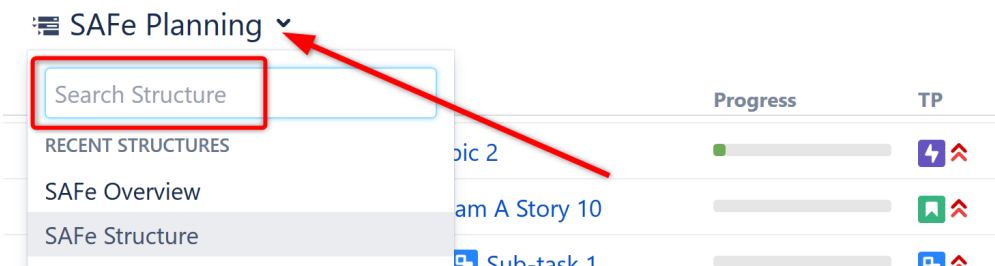 SAFe Planning
Search Structure
Progress TP
RECENT STRUCTURES
pic 2
SAFe Overview
am A Story 10
SAFe Structure
Sub-task 1